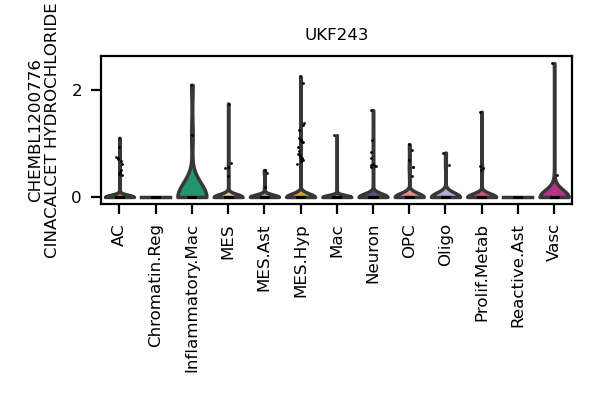 UKF243
CHEMBL1200776
CINACALCET HYDROCHLORIDE
2
0
AC
Chromatin.Reg
Inflammatory.Mac
MES
MES.Ast
MES.Hyp
Mac
Neuron
OPC
Oligo
Prolif.Metab
Reactive.Ast
Vasc